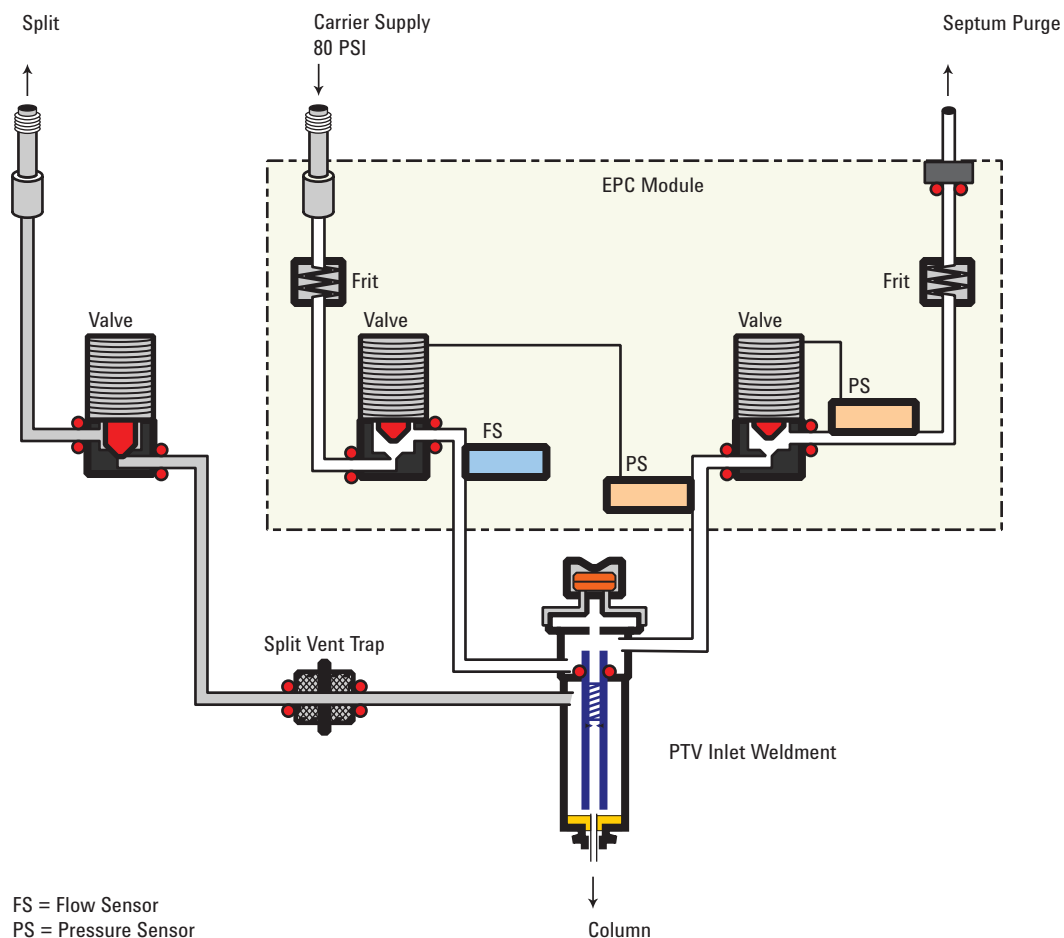 Split
Carrier Supply
80 PSI
Septum Purge
EPC Module
Frit
Frit
Valve
Valve
Valve
PS
FS
PS
Split Vent Trap
PTV Inlet Weldment
FS = Flow Sensor
PS = Pressure Sensor
Column